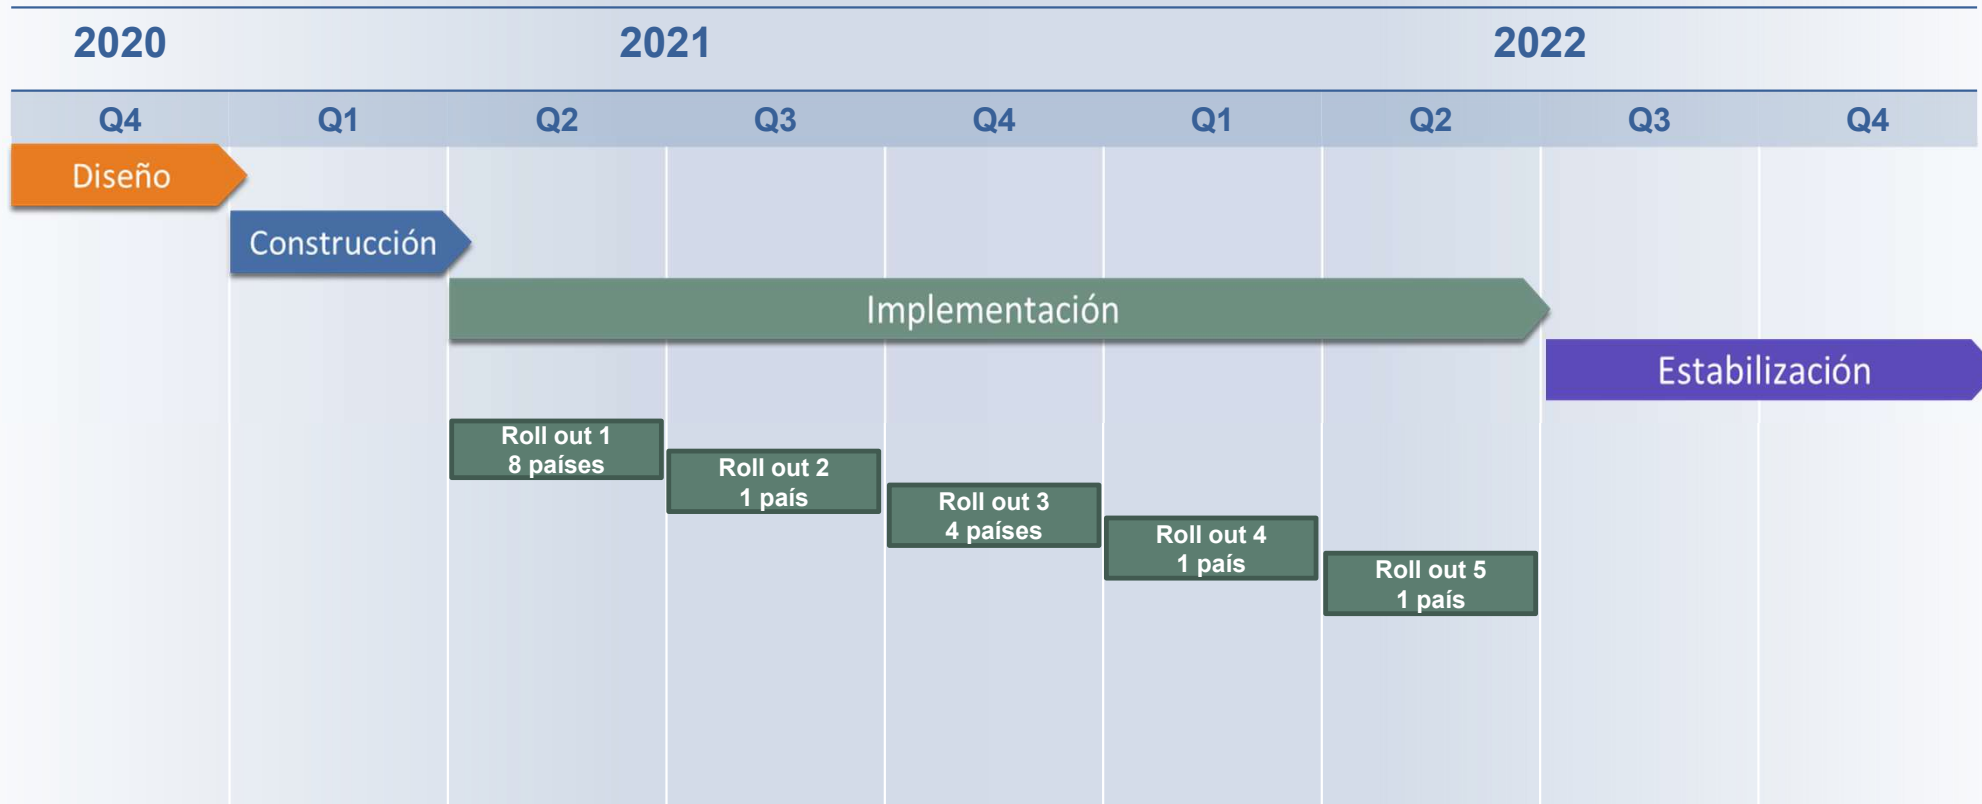 2020 2021 2022
Q4 Q1 Q2 Q3 Q4 Q1 Q2 Q3 Q4
Diseño
Construcción
Implementación
Estabilización
Roll out 1
8 países
Roll out 2
1 país
Roll out 3
4 países
Roll out 4
1 país
Roll out 5
1 país